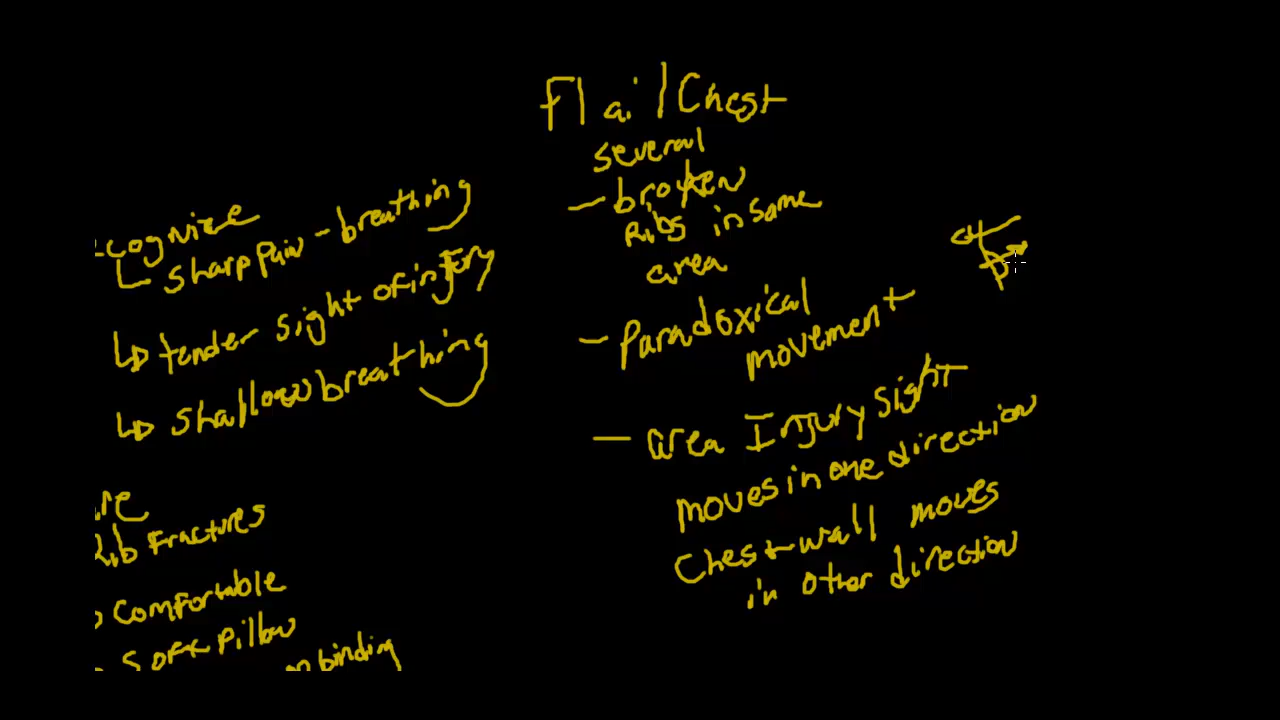 cognize
sharp pain - breathing
tender sight of injury
shallow breathing
re
Rib Fractures
Comfortable
Soft Pillow
on binding
Flail Chest
several
- broken
Ribs in same
area
- Paradoxical
movement
- area Injury sight
moves in one direction
Chest wall moves
in other direction